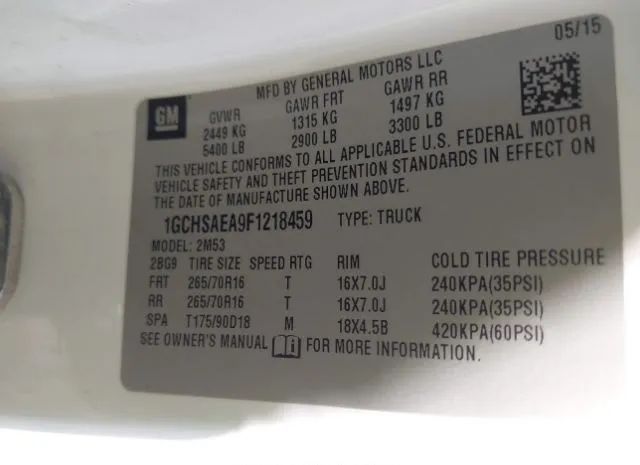 05/15
MFD BY GENERAL MOTORS LLC
GM GVWR GAWR FRT GAWR RR
2449 KG 1315 KG 1497 KG
5400 LB 2900 LB 3300 LB
THIS VEHICLE CONFORMS TO ALL APPLICABLE U.S. FEDERAL MOTOR
VEHICLE SAFETY AND THEFT PREVENTION STANDARDS IN EFFECT ON
THE DATE OF MANUFACTURE SHOWN ABOVE.
1GCHSAEA9F1218459 TYPE: TRUCK
MODEL: 2M53
2BG9 TIRE SIZE SPEED RTG RIM COLD TIRE PRESSURE
FRT 265/70R16 T 16X7.0J 240KPA(35PSI)
RR 265/70R16 T 16X7.0J 240KPA(35PSI)
SPA T175/90D18 M 18X4.5B 420KPA(60PSI)
SEE OWNER'S MANUAL FOR MORE INFORMATION.